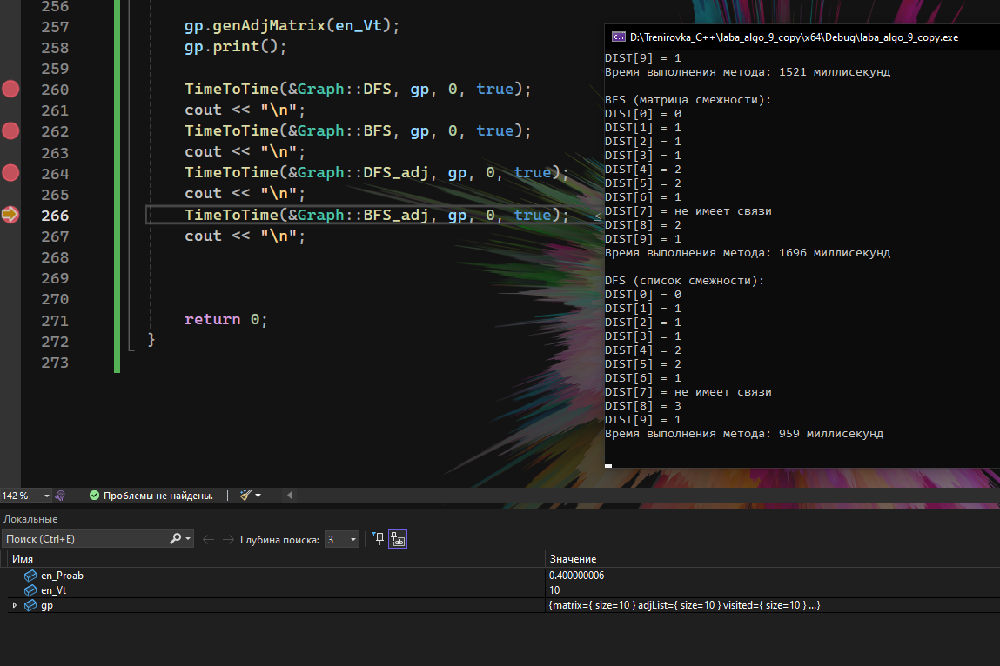 256
257 gp.genAdjMatrix(en_Vt);
258 gp.print();
259
260 TimeToTime(&Graph::DFS, gp, 0, true);
261 cout << "\n";
262 TimeToTime(&Graph::BFS, gp, 0, true);
263 cout << "\n";
264 TimeToTime(&Graph::DFS_adj, gp, 0, true);
265 cout << "\n";
266 TimeToTime(&Graph::BFS_adj, gp, 0, true);
267 cout << "\n";
268
269
270
271 return 0;
272 }
273
D:\Trenirovka_C++\laba_algo_9_copy\x64\Debug\laba_algo_9_copy.exe
DIST[9] = 1
Время выполнения метода: 1521 миллисекунд
BFS (матрица смежности):
DIST[0] = 0
DIST[1] = 1
DIST[2] = 1
DIST[3] = 1
DIST[4] = 2
DIST[5] = 2
DIST[6] = 1
DIST[7] = не имеет связи
DIST[8] = 2
DIST[9] = 1
Время выполнения метода: 1696 миллисекунд
DFS (список смежности):
DIST[0] = 0
DIST[1] = 1
DIST[2] = 1
DIST[3] = 1
DIST[4] = 2
DIST[5] = 2
DIST[6] = 1
DIST[7] = не имеет связи
DIST[8] = 3
DIST[9] = 1
Время выполнения метода: 959 миллисекунд
142 % Проблемы не найдены.
Локальные
Поиск (Ctrl+E) Глубина поиска: 3
Имя Значение
en_Proab 0.400000006
en_Vt 10
gp {matrix={ size=10 } adjList={ size=10 } visited={ size=10 } ...}